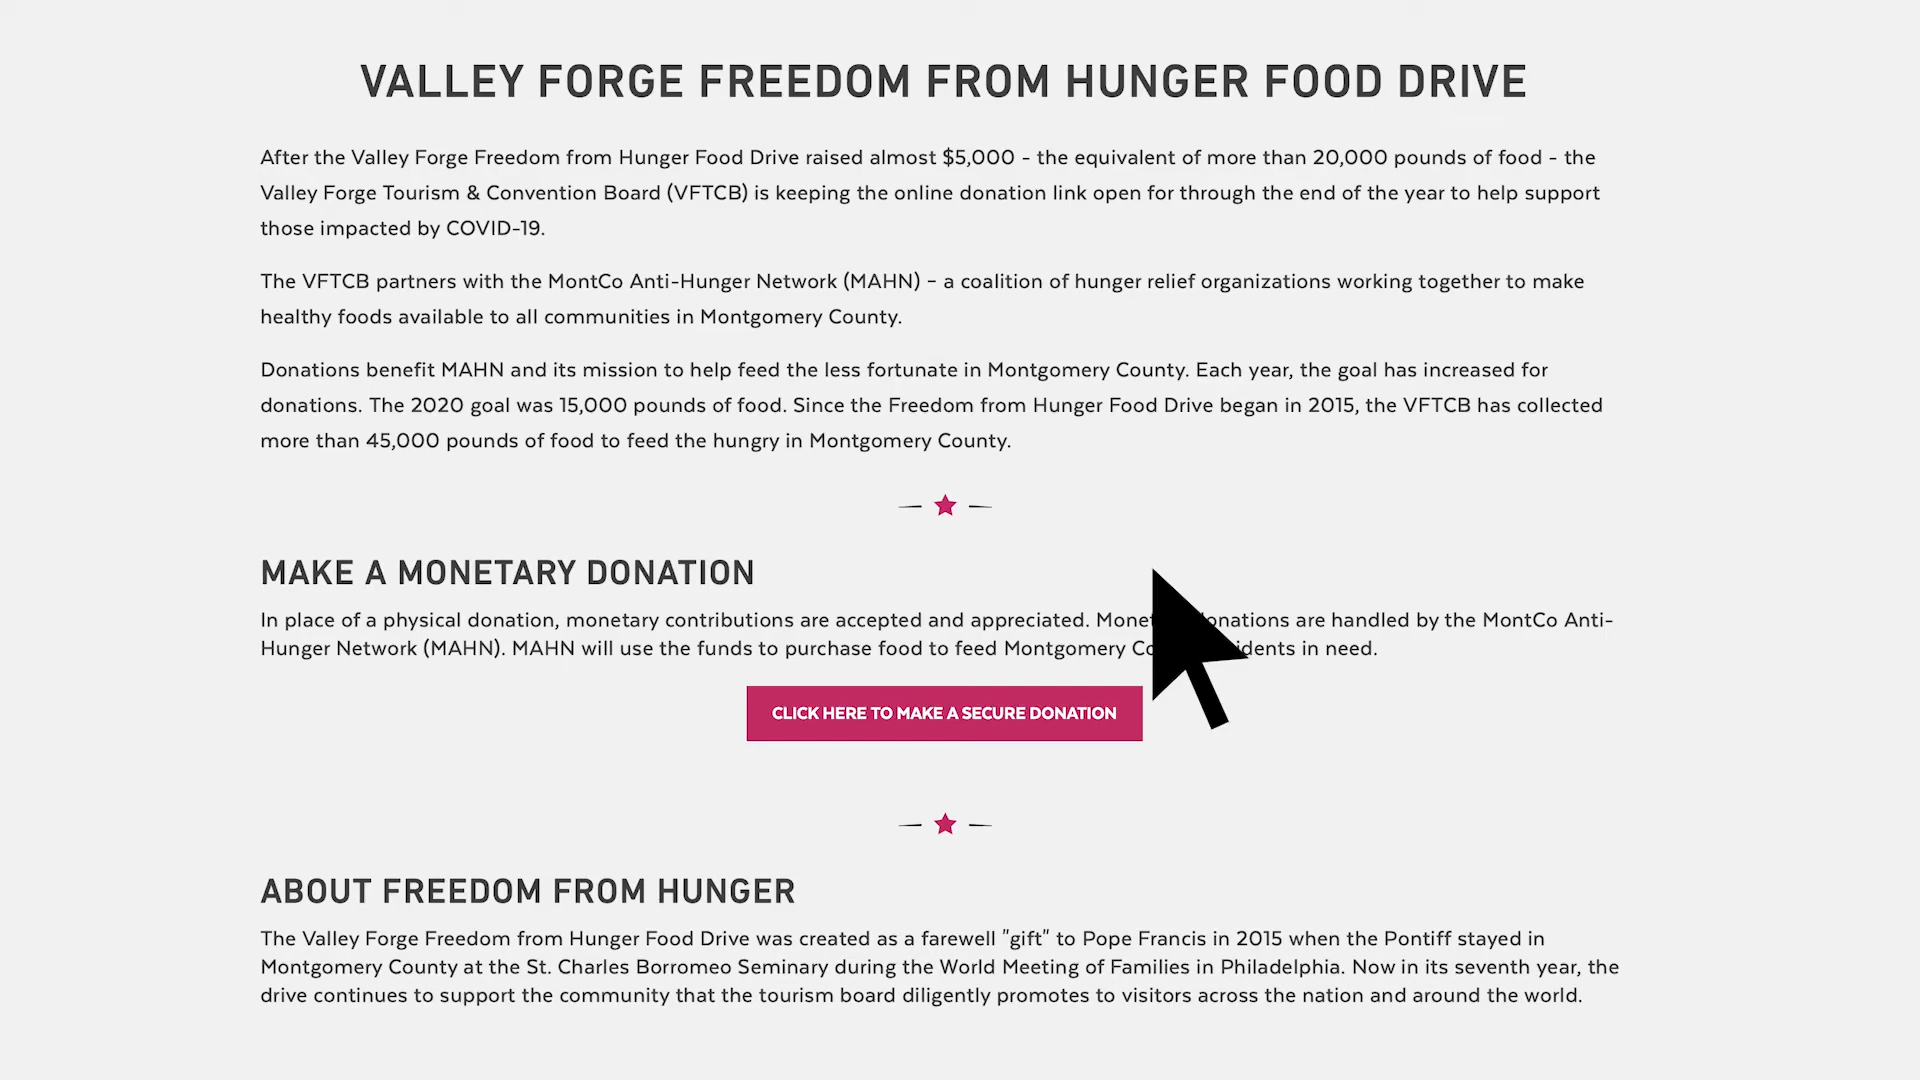 VALLEY FORGE FREEDOM FROM HUNGER FOOD DRIVE
After the Valley Forge Freedom from Hunger Food Drive raised almost $5,000 - the equivalent of more than 20,000 pounds of food - the
Valley Forge Tourism & Convention Board (VFTCB) is keeping the online donation link open for through the end of the year to help support
those impacted by COVID-19.
The VFTCB partners with the MontCo Anti-Hunger Network (MAHN) – a coalition of hunger relief organizations working together to make
healthy foods available to all communities in Montgomery County.
Donations benefit MAHN and its mission to help feed the less fortunate in Montgomery County. Each year, the goal has increased for
donations. The 2020 goal was 15,000 pounds of food. Since the Freedom from Hunger Food Drive began in 2015, the VFTCB has collected
more than 45,000 pounds of food to feed the hungry in Montgomery County.
MAKE A MONETARY DONATION
In place of a physical donation, monetary contributions are accepted and appreciated. are handled by the MontCo Anti-
Hunger Network (MAHN). MAHN will use the funds to purchase food to feed Montgomery in need.
CLICK HERE TO MAKE A SECURE DONATION
ABOUT FREEDOM FROM HUNGER
The Valley Forge Freedom from Hunger Food Drive was created as a farewell "gift" to Pope Francis in 2015 when the Pontiff stayed in
Montgomery County at the St. Charles Borromeo Seminary during the World Meeting of Families in Philadelphia. Now in its seventh year, the
drive continues to support the community that the tourism board diligently promotes to visitors across the nation and around the world.